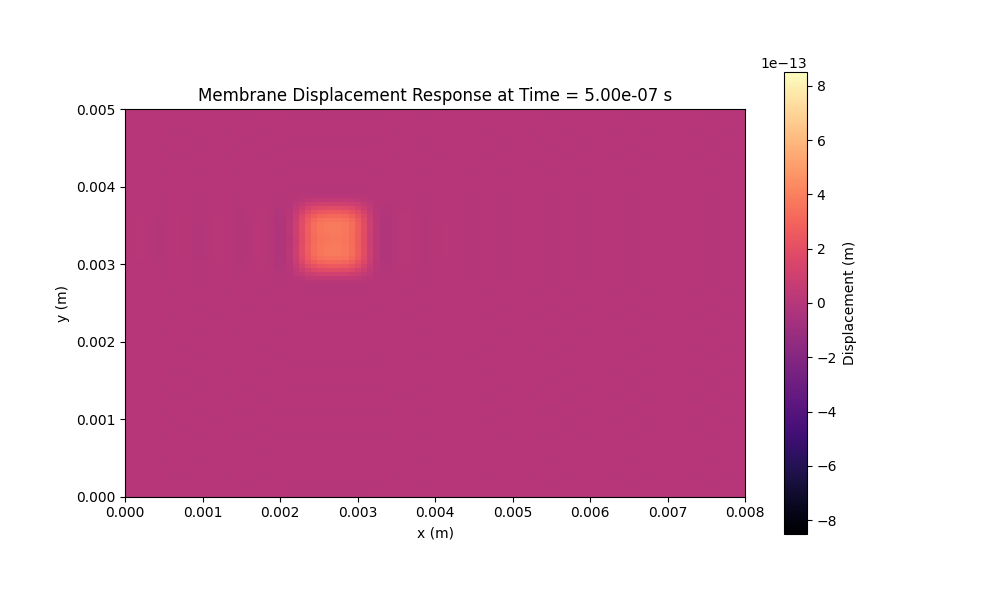 Membrane Displacement Response at Time = 5.00e-07 s
1e−13
0.005
0.004
0.003
0.002
0.001
0.000
y (m)
0.000 0.001 0.002 0.003 0.004 0.005 0.006 0.007 0.008
x (m)
8
6
4
2
0
−2
−4
−6
−8
Displacement (m)